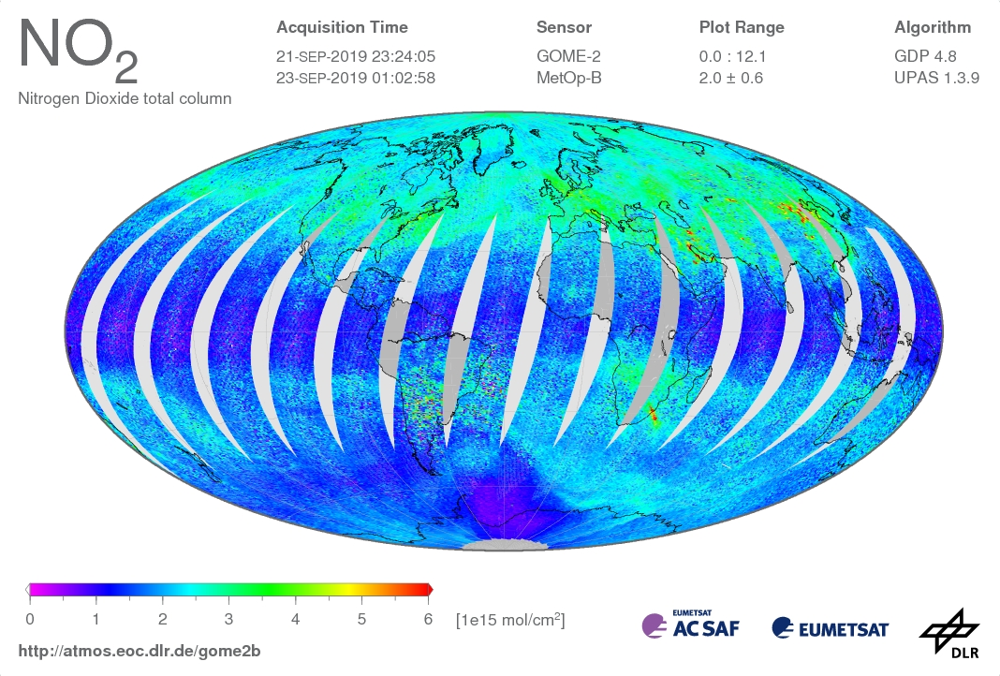 NO2
Nitrogen Dioxide total column
Acquisition Time
21-SEP-2019 23:24:05
23-SEP-2019 01:02:58
Sensor
GOME-2
MetOp-B
Plot Range
0.0 : 12.1
2.0 ± 0.6
Algorithm
GDP 4.8
UPAS 1.3.9
0 1 2 3 4 5 6 [1e15 mol/cm²]
http://atmos.eoc.dlr.de/gome2b
EUMETSAT
AC SAF
EUMETSAT
DLR